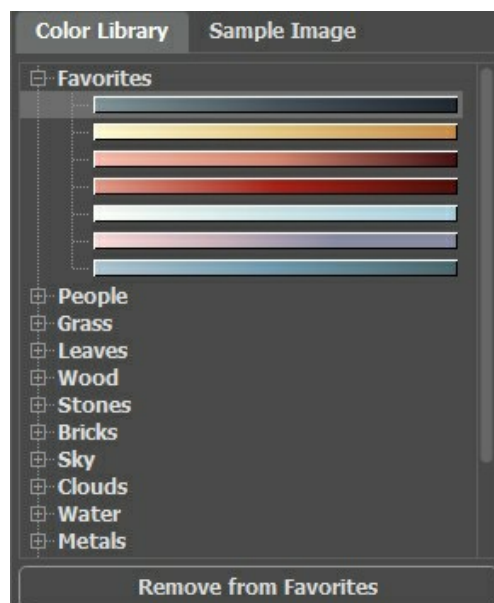 Color Library Sample Image
Favorites
People
Grass
Leaves
Wood
Stones
Bricks
Sky
Clouds
Water
Metals
Remove from Favorites